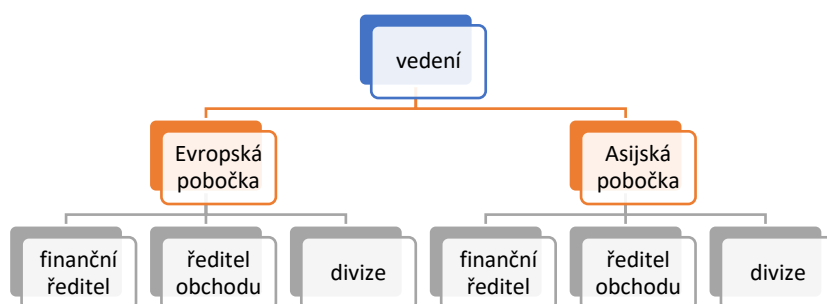 vedení
Evropská
pobočka
Asijská
pobočka
finanční
ředitel
ředitel
obchodu
divize
finanční
ředitel
ředitel
obchodu
divize